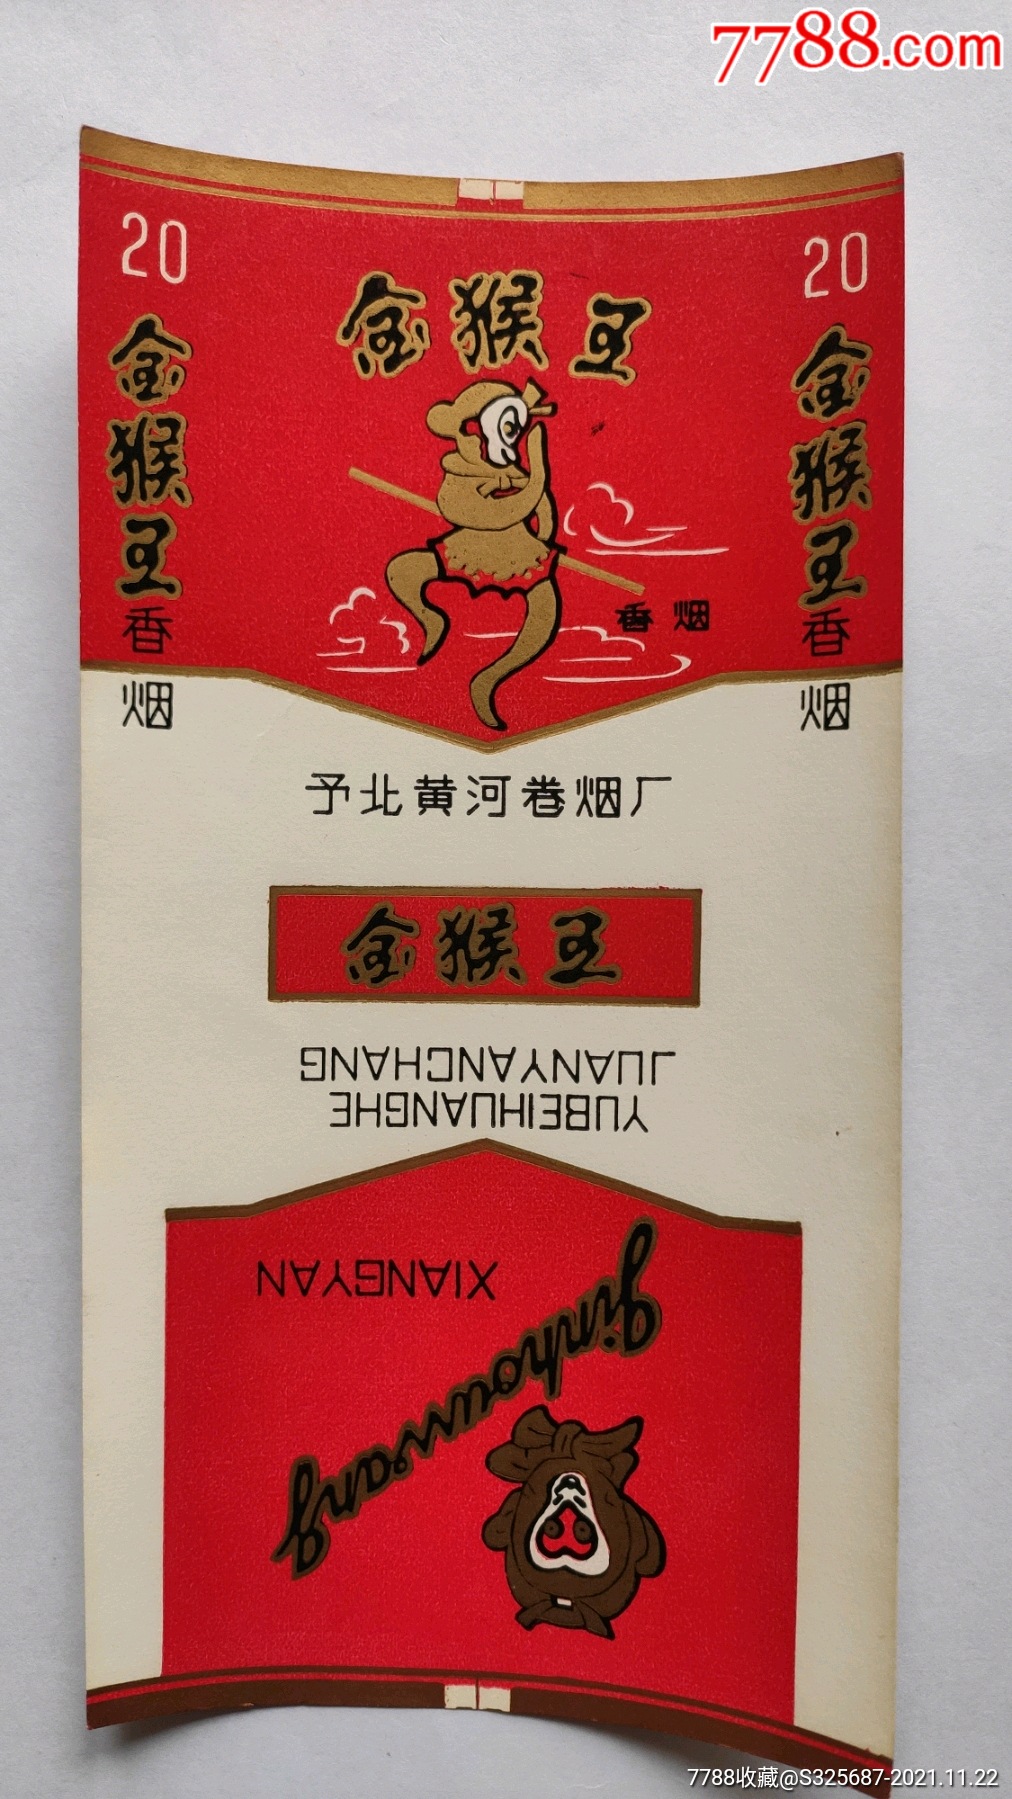 7788.com
20
20
金猴王
金猴王香烟
金猴王香烟
香烟
予北黄河卷烟厂
金猴王
YUBEIHUANGHE
JUANYANCHANG
XIANGYAN
jinhouwang
7788收藏@S325687-2021.11.22